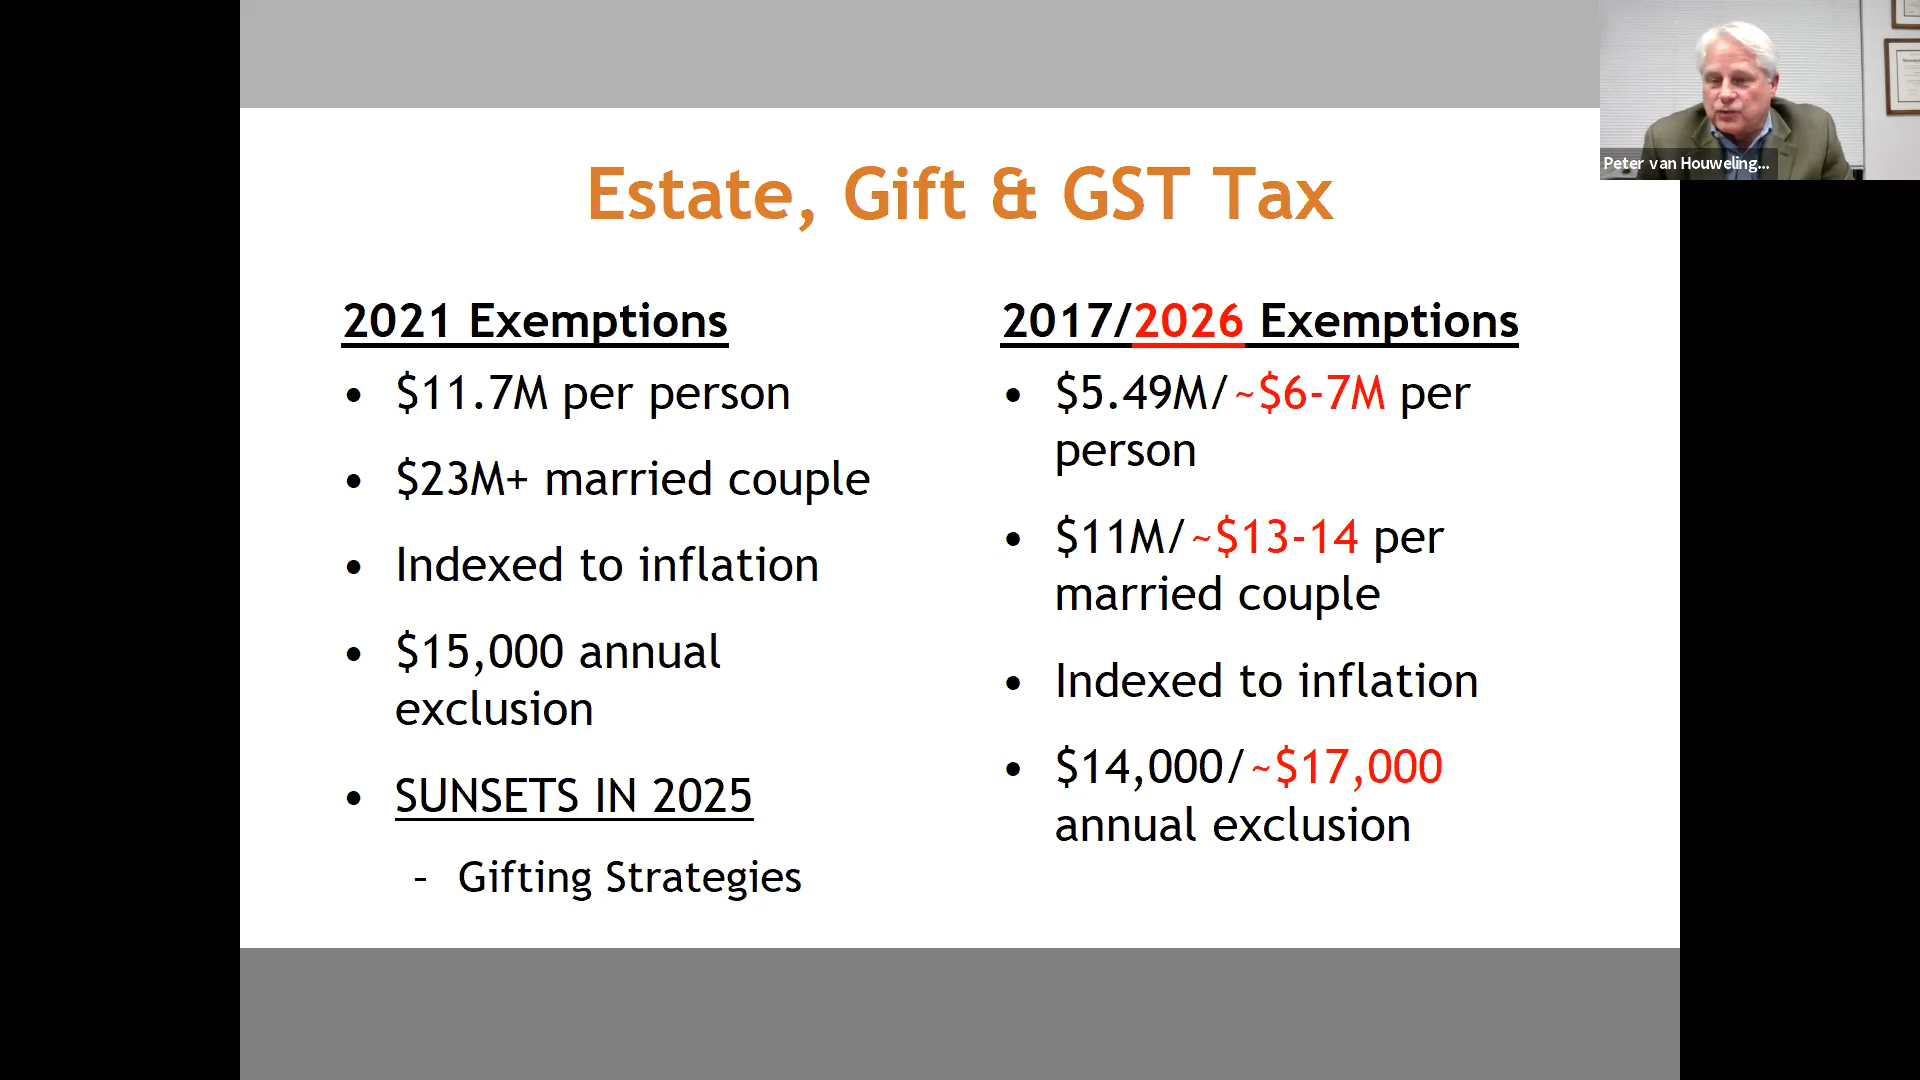 Estate, Gift & GST Tax
2021 Exemptions
• $11.7M per person
• $23M+ married couple
• Indexed to inflation
• $15,000 annual
exclusion
• SUNSETS IN 2025
– Gifting Strategies
2017/2026 Exemptions
• $5.49M/~$6-7M per
person
• $11M/~$13-14 per
married couple
• Indexed to inflation
• $14,000/~$17,000
annual exclusion
Peter van Houweling...